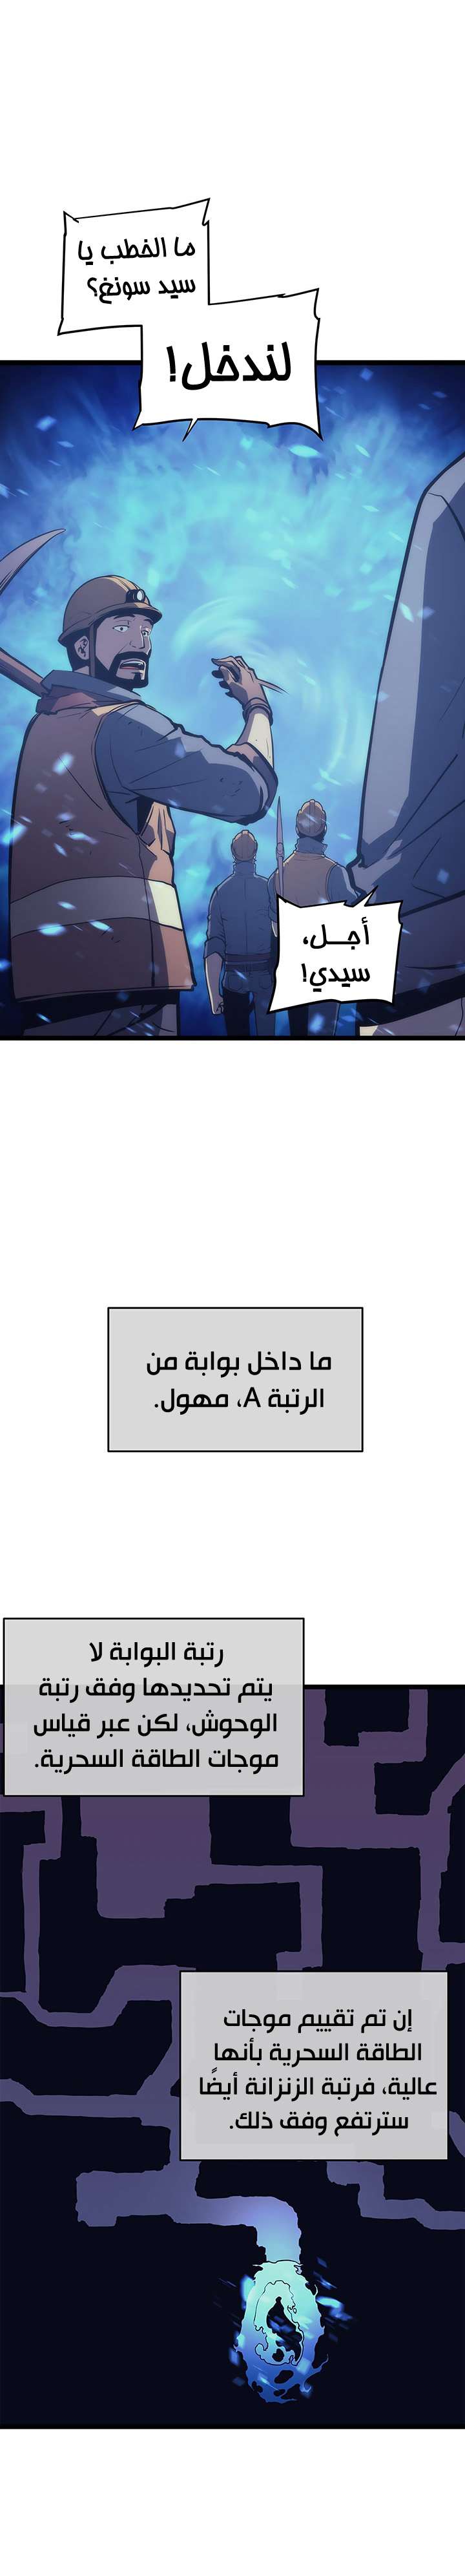 ما الخطب يا
سيد سونغ؟
لندخل!
أجـــل،
سيدي!
ما داخل بوابة من
الرتبة A، مهول.
رتبة البوابة لا
يتم تحديدها وفق رتبة
الوحوش، لكن عبر قياس
موجات الطاقة السحرية.
إن تم تقييم موجات
الطاقة السحرية بأنها
عالية، فرتبة الزنزانة أيضًا
سترتفع وفق ذلك.